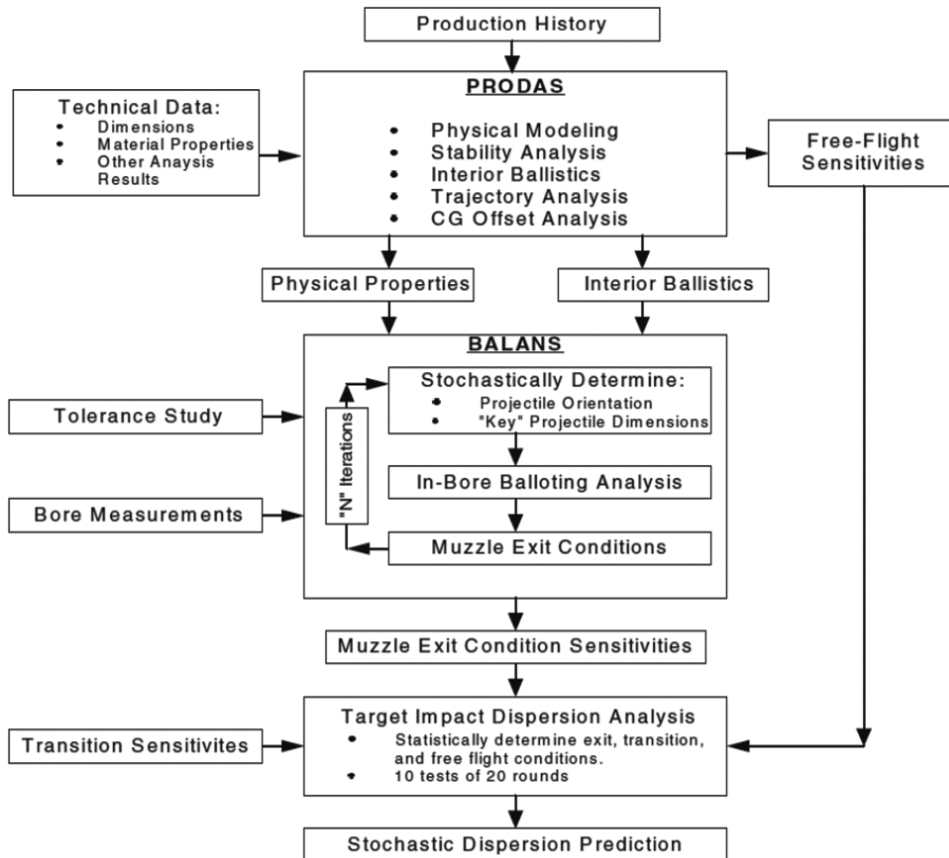 Production History
PRODAS
• Physical Modeling
• Stability Analysis
• Interior Ballistics
• Trajectory Analysis
• CG Offset Analysis
Technical Data:
• Dimensions
• Material Properties
• Other Anaysis
Results
Free-Flight
Sensitivities
Physical Properties
Interior Ballistics
BALANS
Stochastically Determine:
• Projectile Orientation
• "Key" Projectile Dimensions
"N" Iterations
In-Bore Balloting Analysis
Muzzle Exit Conditions
Tolerance Study
Bore Measurements
Muzzle Exit Condition Sensitivities
Transition Sensitivites
Target Impact Dispersion Analysis
• Statistically determine exit, transition,
and free flight conditions.
• 10 tests of 20 rounds
Stochastic Dispersion Prediction